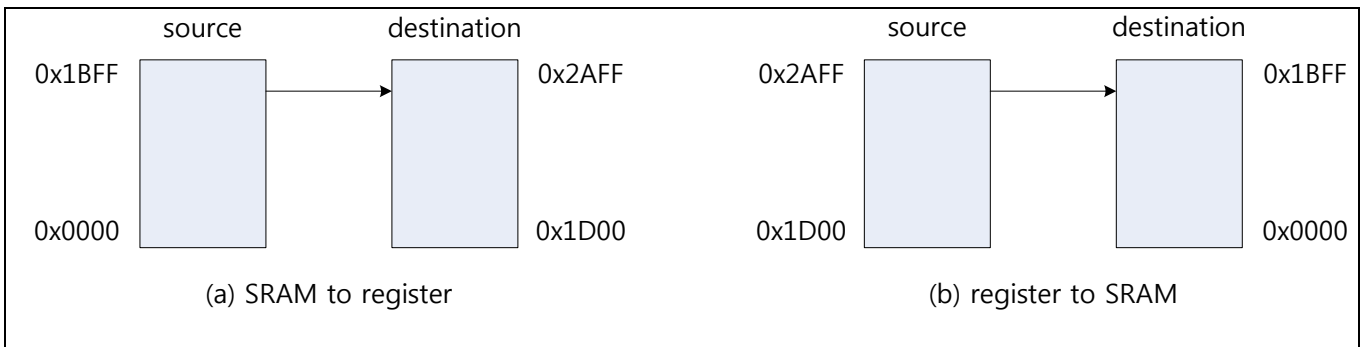 source destination source destination
0x1BFF 0x2AFF 0x2AFF 0x1BFF
0x0000 0x1D00 0x1D00 0x0000
(a) SRAM to register (b) register to SRAM